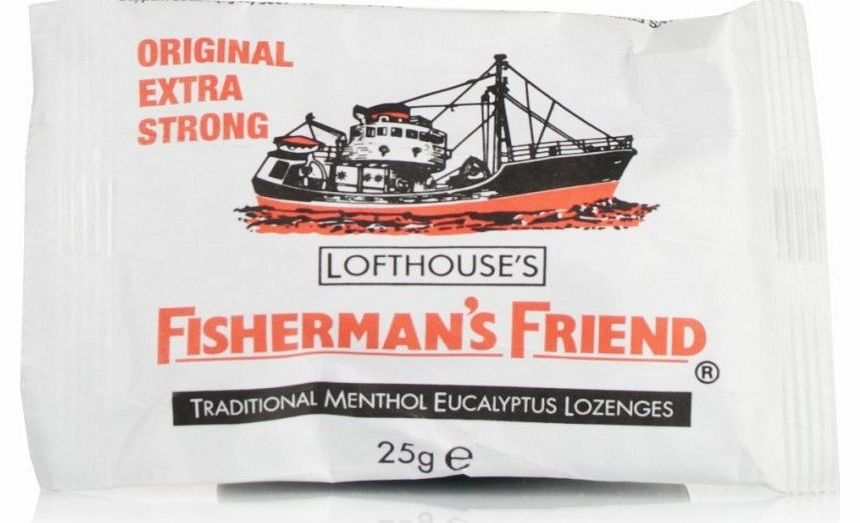 ORIGINAL
EXTRA
STRONG
LOFTHOUSE'S
FISHERMAN'S FRIEND
®
TRADITIONAL MENTHOL EUCALYPTUS LOZENGES
25g ℮